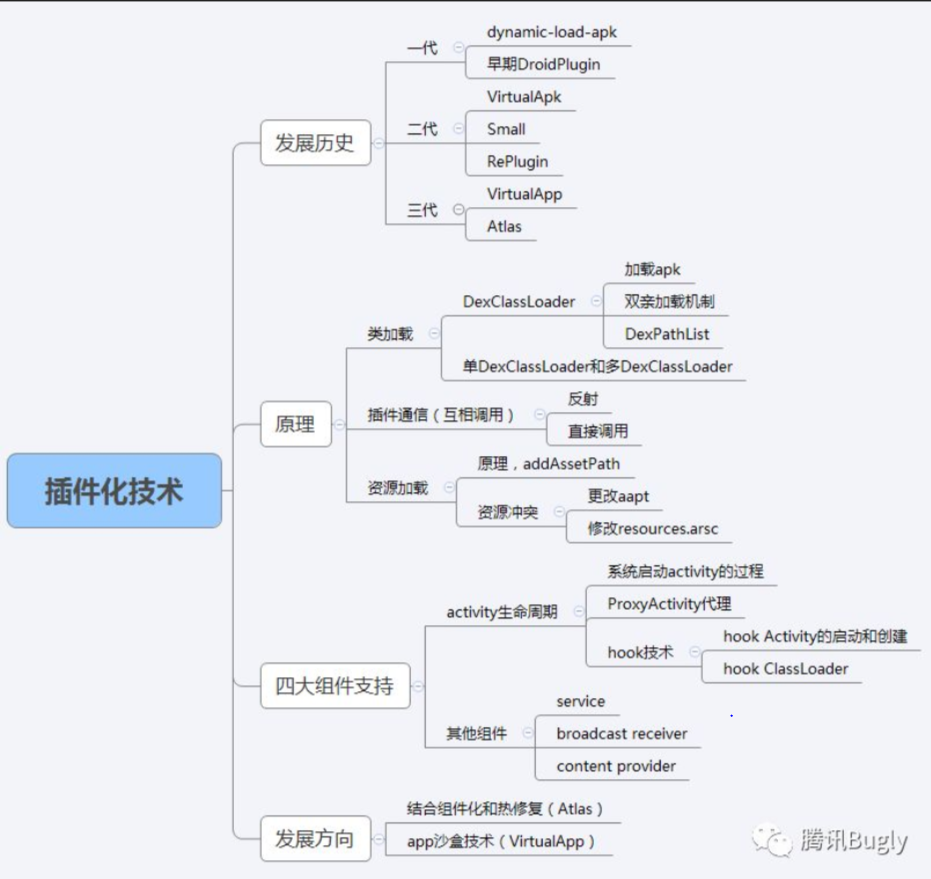 插件化技术
发展历史
一代
dynamic-load-apk
早期DroidPlugin
二代
VirtualApk
Small
RePlugin
三代
VirtualApp
Atlas
原理
类加载
DexClassLoader
加载apk
双亲加载机制
DexPathList
单DexClassLoader和多DexClassLoader
插件通信（互相调用）
反射
直接调用
资源加载
原理，addAssetPath
资源冲突
更改aapt
修改resources.arsc
四大组件支持
activity生命周期
系统启动activity的过程
ProxyActivity代理
hook技术
hook Activity的启动和创建
hook ClassLoader
其他组件
service
broadcast receiver
content provider
发展方向
结合组件化和热修复（Atlas）
app沙盒技术（VirtualApp）
腾讯Bugly